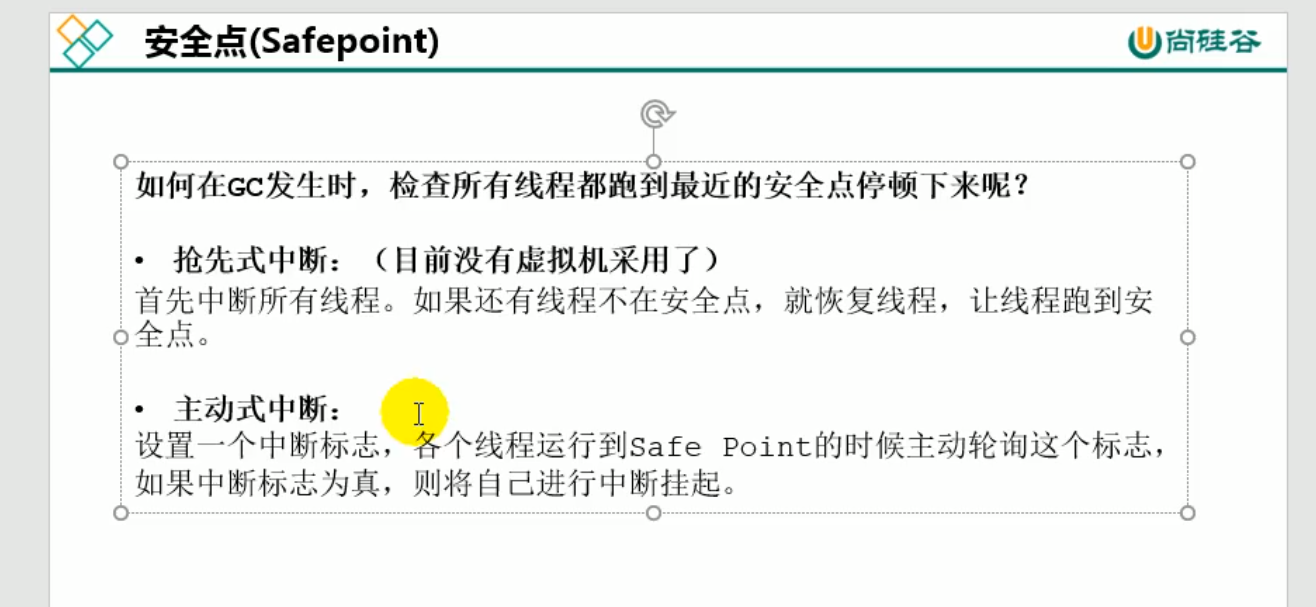 安全点(Safepoint)
尚硅谷
如何在GC发生时，检查所有线程都跑到最近的安全点停顿下来呢？
• 抢先式中断：（目前没有虚拟机采用了）
首先中断所有线程。如果还有线程不在安全点，就恢复线程，让线程跑到安
全点。
• 主动式中断：
设置一个中断标志，各个线程运行到Safe Point的时候主动轮询这个标志，
如果中断标志为真，则将自己进行中断挂起。